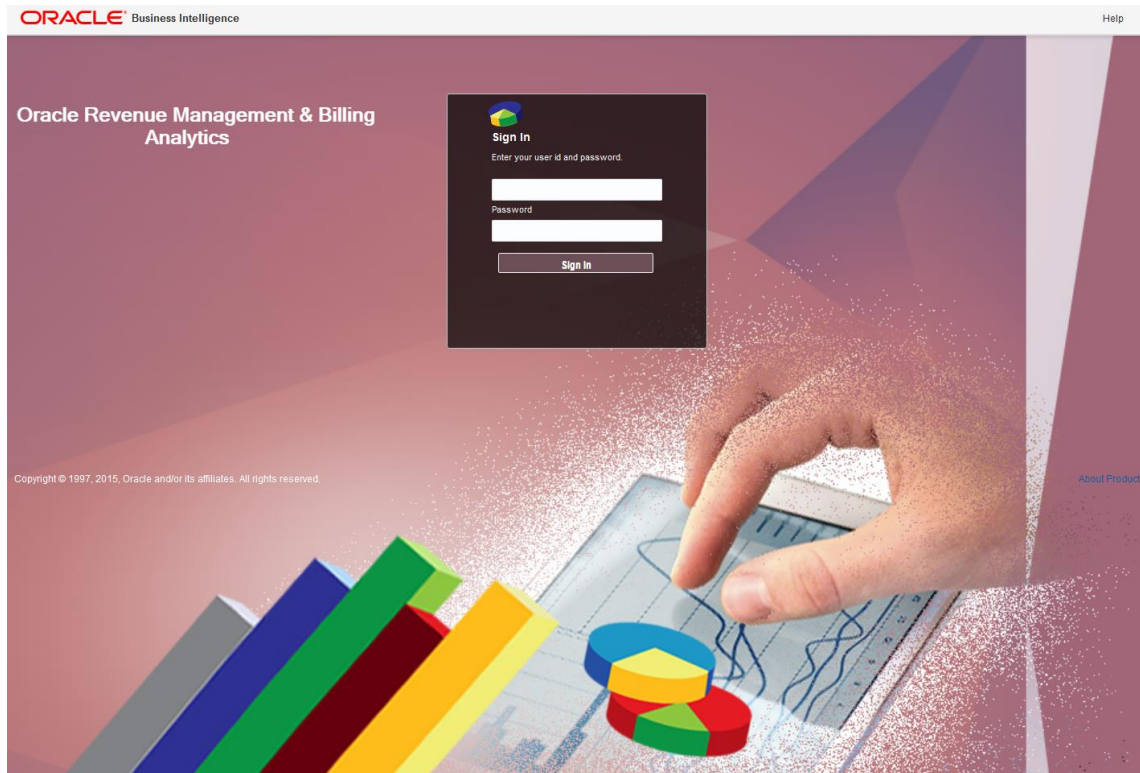 ORACLE Business Intelligence
Help
Oracle Revenue Management & Billing
Analytics
Sign In
Enter your user id and password.
Password
Sign In
Copyright © 1997, 2015, Oracle and/or its affiliates. All rights reserved.
About Product